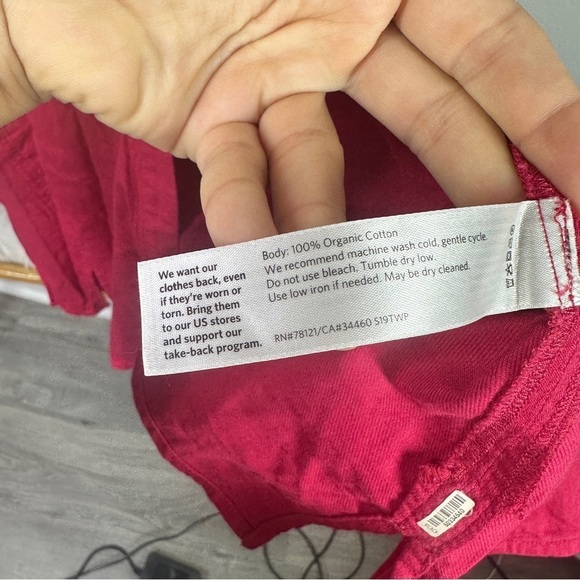 We want our
clothes back, even
if they're worn or
torn. Bring them
to our US stores
and support our
take-back program.
Body: 100% Organic Cotton
We recommend machine wash cold, gentle cycle.
Do not use bleach. Tumble dry low.
Use low iron if needed. May be dry cleaned.
RN#78121/CA#34460 S19TWP